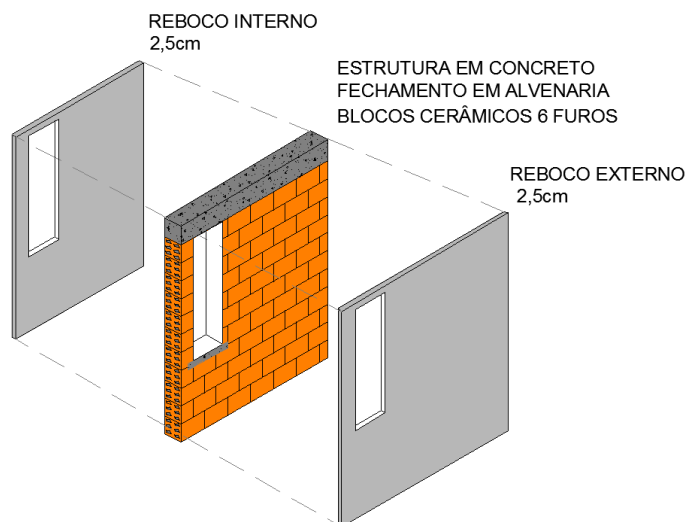 REBOCO INTERNO
2,5cm
ESTRUTURA EM CONCRETO
FECHAMENTO EM ALVENARIA
BLOCOS CERÂMICOS 6 FUROS
REBOCO EXTERNO
2,5cm